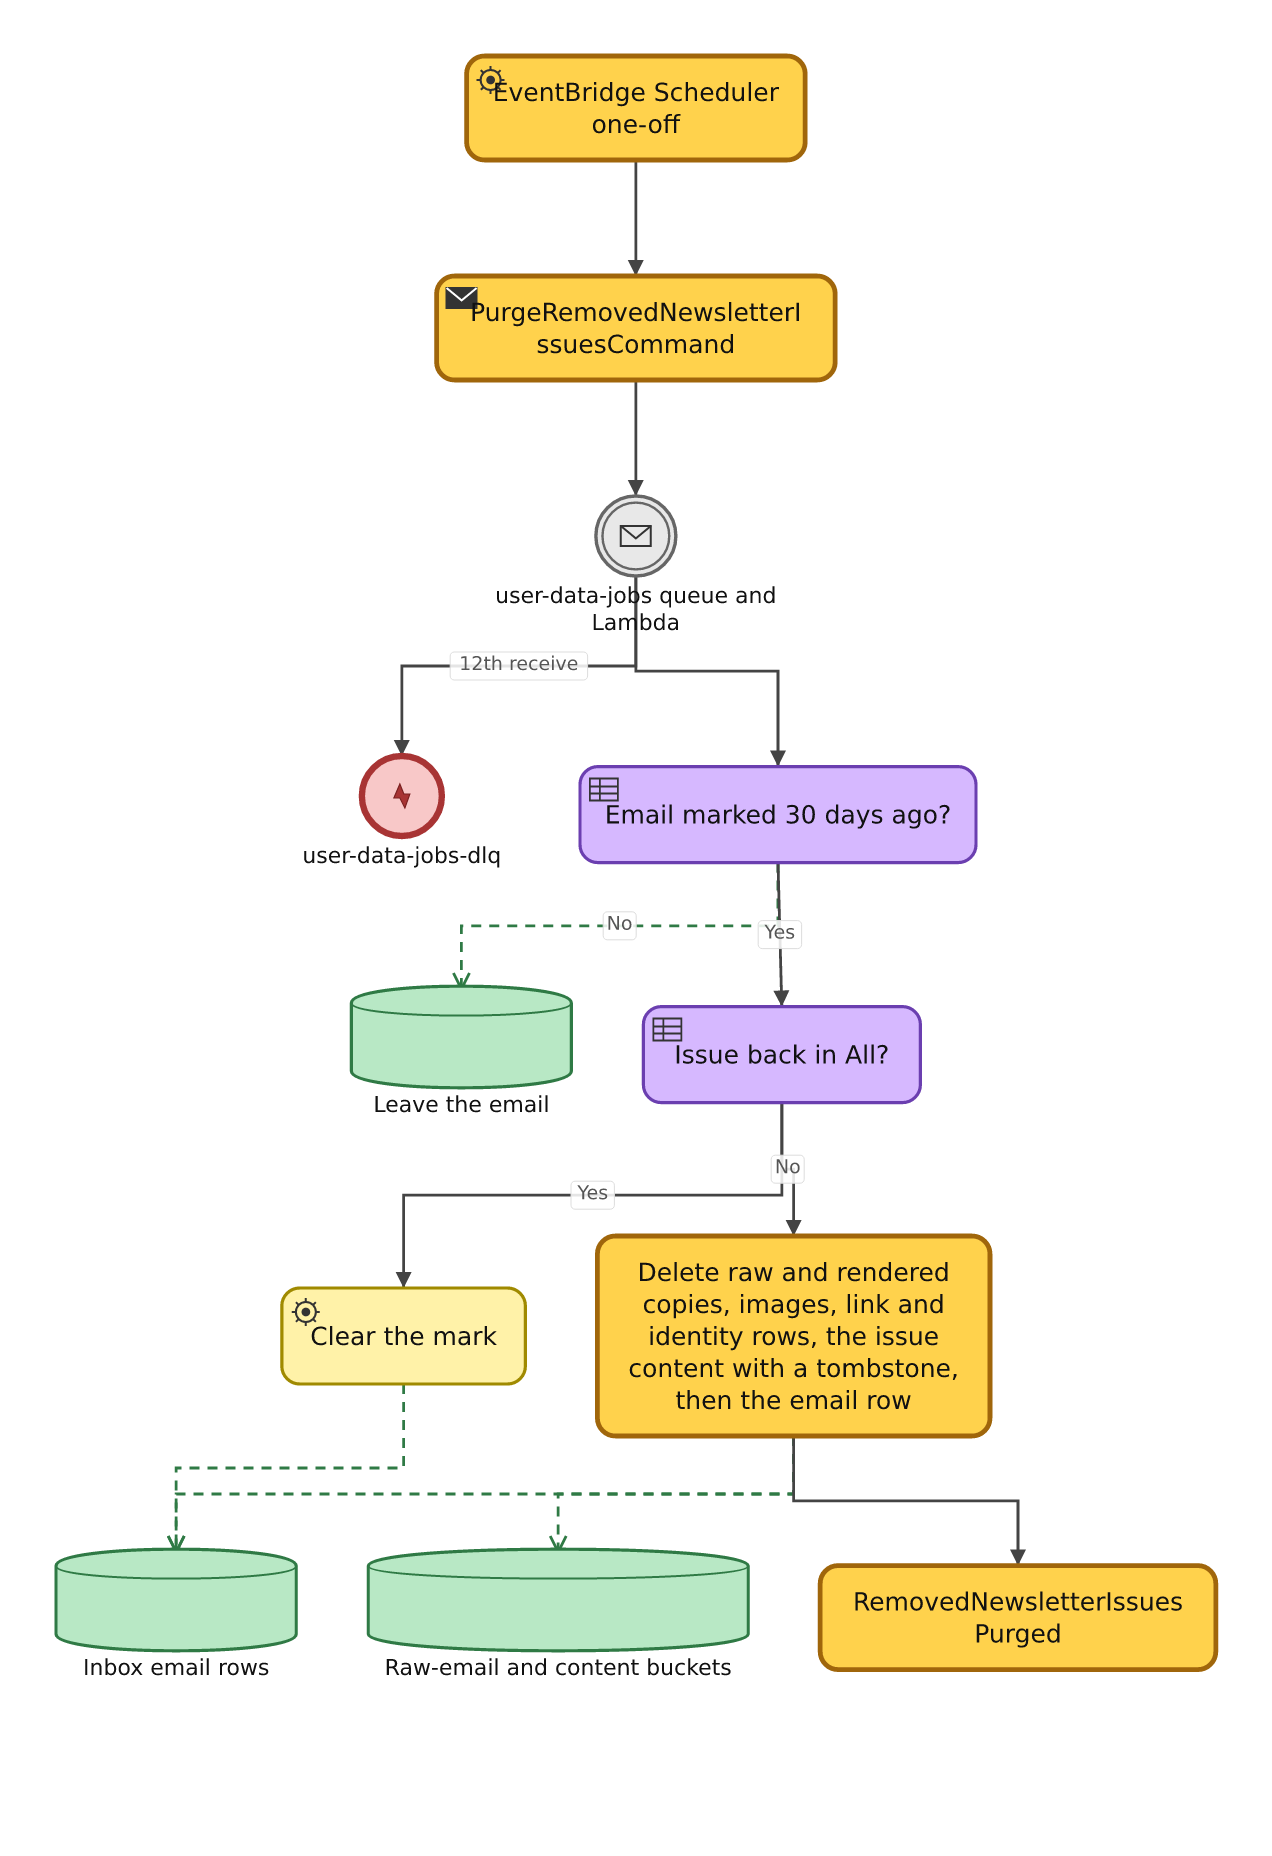 EventBridge Scheduler
one-off
PurgeRemovedNewsletterI
ssuesCommand
user-data-jobs queue and
Lambda
12th receive
user-data-jobs-dlq
Email marked 30 days ago?
No
Yes
Leave the email
Issue back in All?
No
Yes
Clear the mark
Delete raw and rendered
copies, images, link and
identity rows, the issue
content with a tombstone,
then the email row
Inbox email rows
Raw-email and content buckets
RemovedNewsletterIssues
Purged